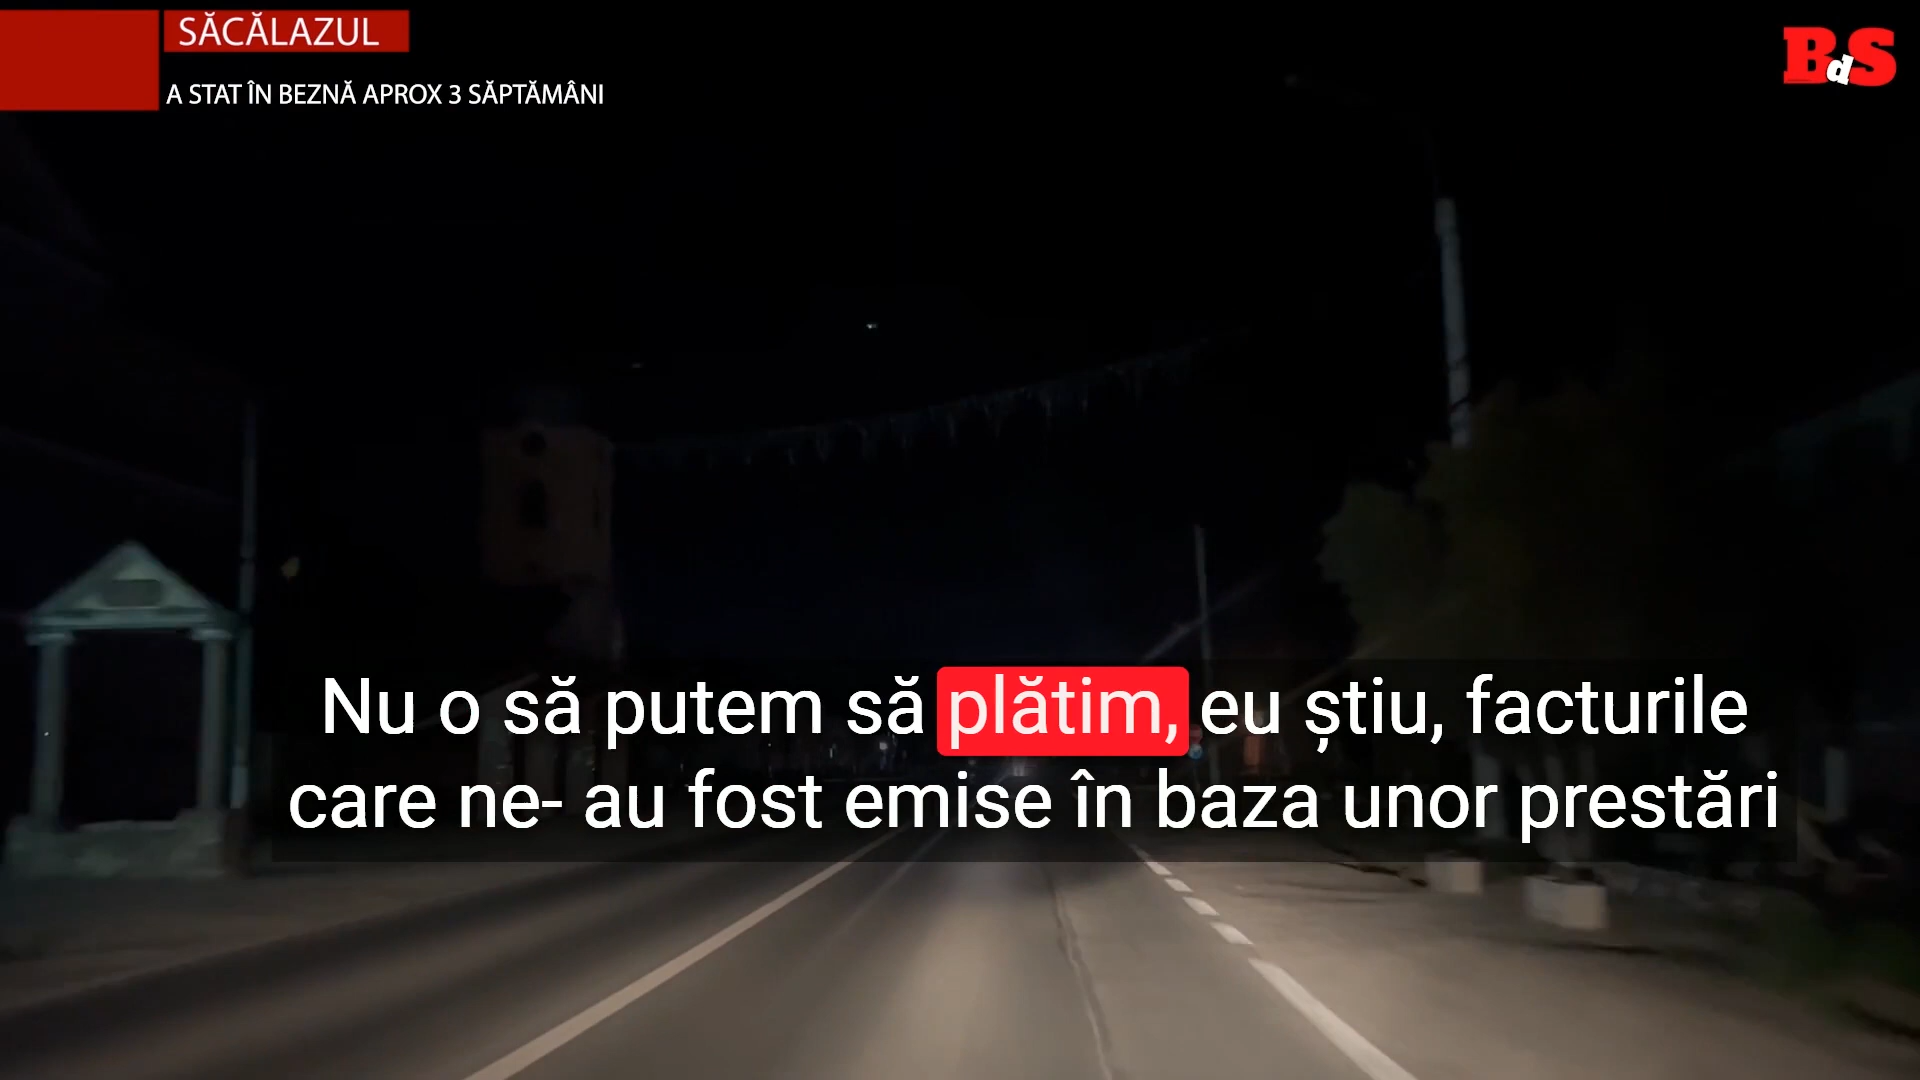 SĂCĂLAZUL
A STAT ÎN BEZNĂ APROX 3 SĂPTĂMÂNI
BdS
Nu o să putem să plătim, eu știu, facturile
care ne- au fost emise în baza unor prestări